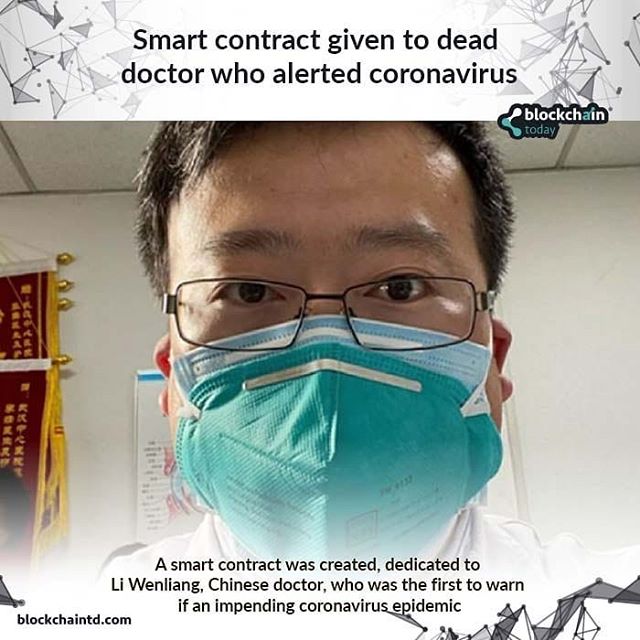 Smart contract given to dead
doctor who alerted coronavirus
blockchain
today
A smart contract was created, dedicated to
Li Wenliang, Chinese doctor, who was the first to warn
if an impending coronavirus epidemic
blockchaintd.com